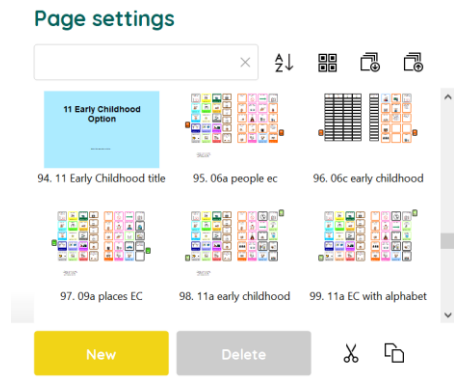 Page settings
11 Early Childhood
Option
94. 11 Early Childhood title
95. 06a people ec
96. 06c early childhood
97. 09a places EC
98. 11a early childhood
99. 11a EC with alphabet
New
Delete